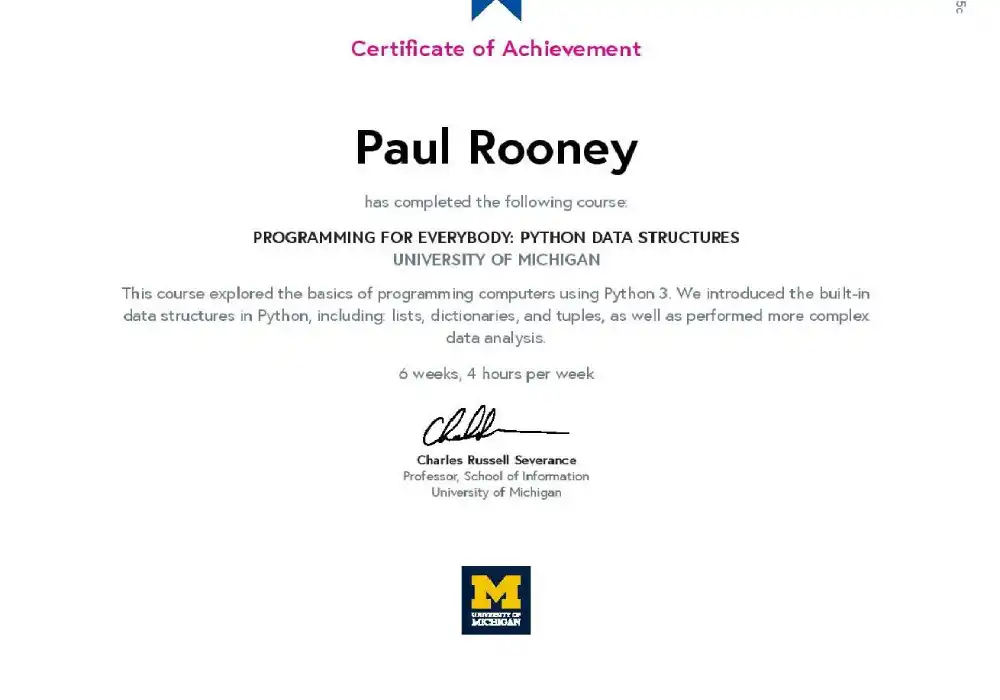 5c
Certificate of Achievement
Paul Rooney
has completed the following course:
PROGRAMMING FOR EVERYBODY: PYTHON DATA STRUCTURES
UNIVERSITY OF MICHIGAN
This course explored the basics of programming computers using Python 3. We introduced the built-in
data structures in Python, including: lists, dictionaries, and tuples, as well as performed more complex
data analysis.
6 weeks, 4 hours per week
Charles Russell Severance
Professor, School of Information
University of Michigan
M
UNIVERSITY OF
MICHIGAN